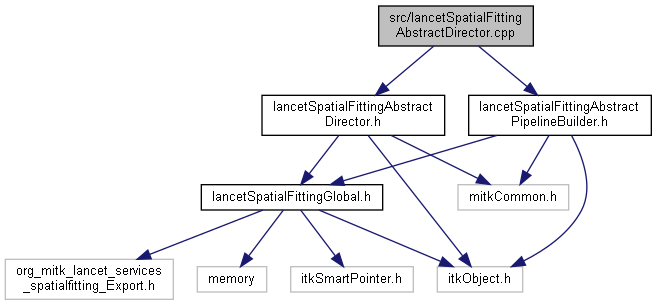 src/lancetSpatialFitting
AbstractDirector.cpp
lancetSpatialFittingAbstract
Director.h
lancetSpatialFittingAbstract
PipelineBuilder.h
lancetSpatialFittingGlobal.h
mitkCommon.h
org_mitk_lancet_services
_spatialfitting_Export.h
memory
itkSmartPointer.h
itkObject.h